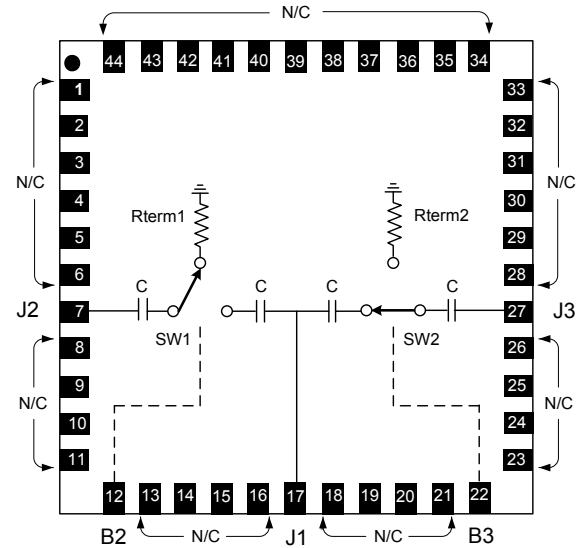 N/C
44 43 42 41 40 39 38 37 36 35 34
1 33
2 32
3 31
N/C N/C
4 30
Rterm1 Rterm2
5 29
6 28
C C C C
J2 7 27 J3
SW1 SW2
8 26
9 25
N/C N/C
10 24
11 23
12 13 14 15 16 17 18 19 20 21 22
B2 N/C J1 N/C B3